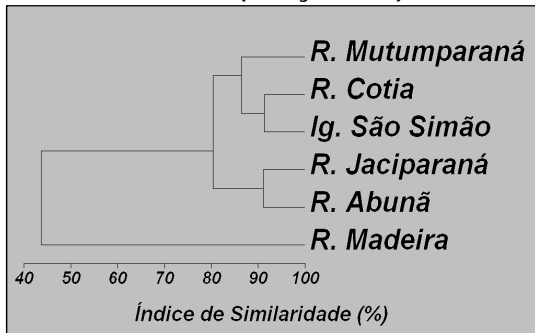 R. Mutumparaná
R. Cotia
Ig. São Simão
R. Jaciparaná
R. Abunã
R. Madeira
40 50 60 70 80 90 100
Índice de Similaridade (%)